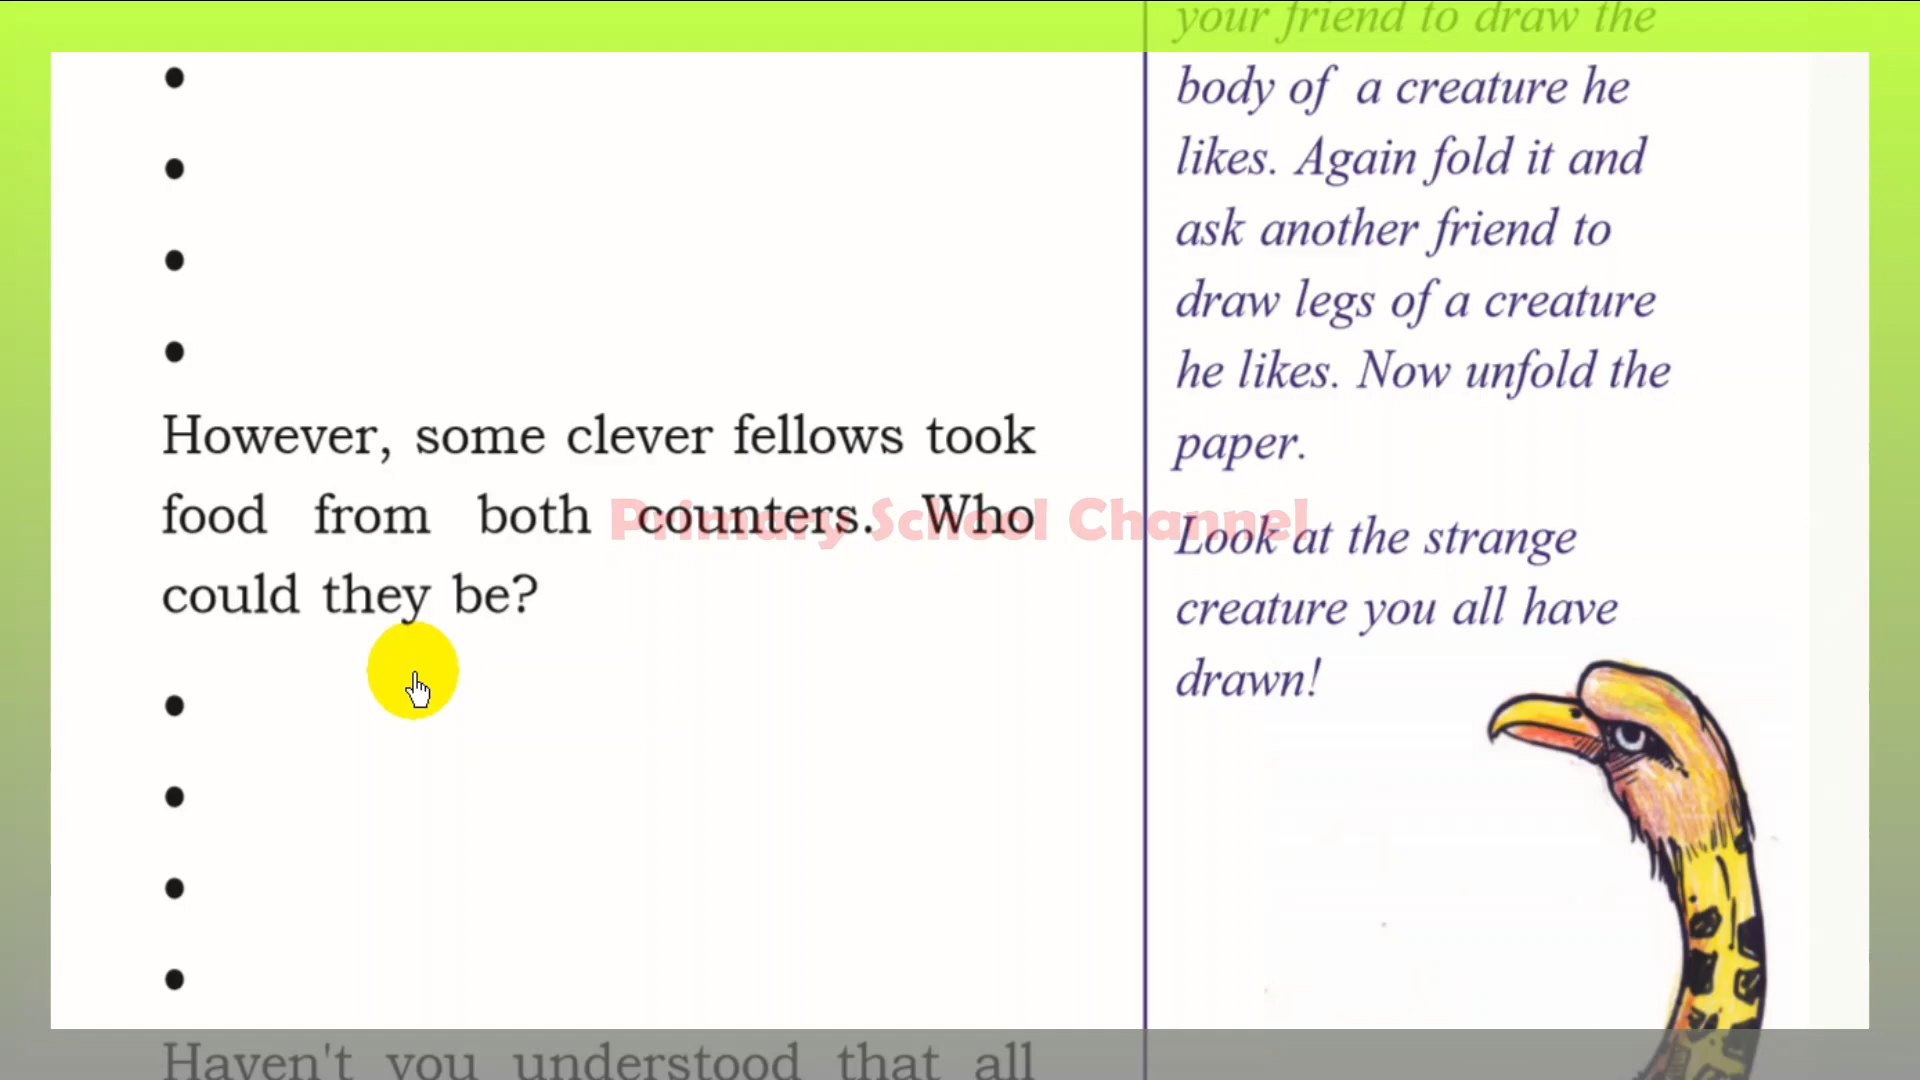 •
•
•
•
However, some clever fellows took
food from both counters. Who
could they be?
•
•
•
•
Haven't you understood that all
your friend to draw the
body of a creature he
likes. Again fold it and
ask another friend to
draw legs of a creature
he likes. Now unfold the
paper.
Look at the strange
creature you all have
drawn!
Primary School Channel